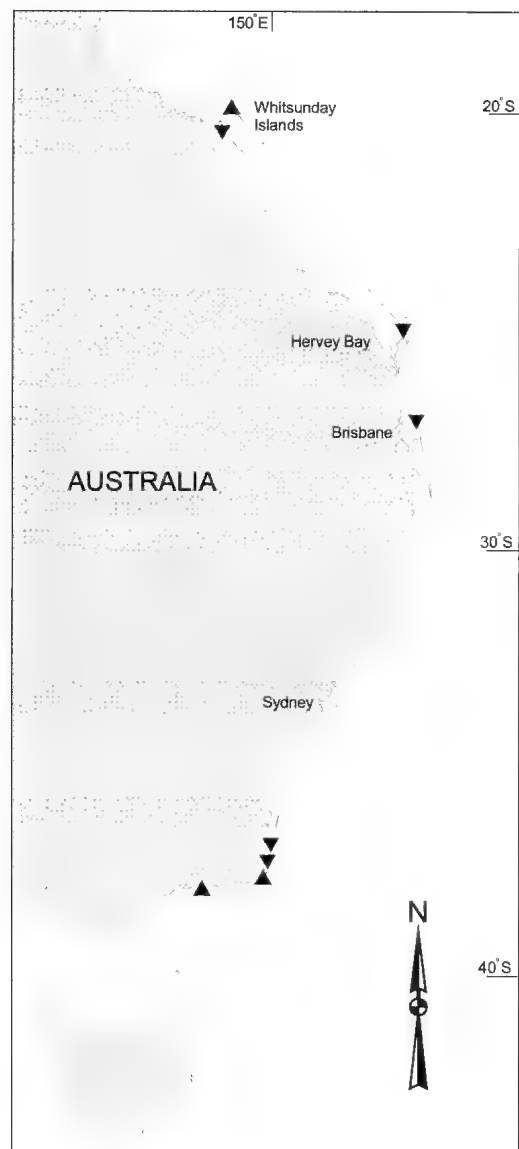 150°E
Whitsunday
Islands
20°S
Hervey Bay
Brisbane
AUSTRALIA
30°S
Sydney
N
40°S